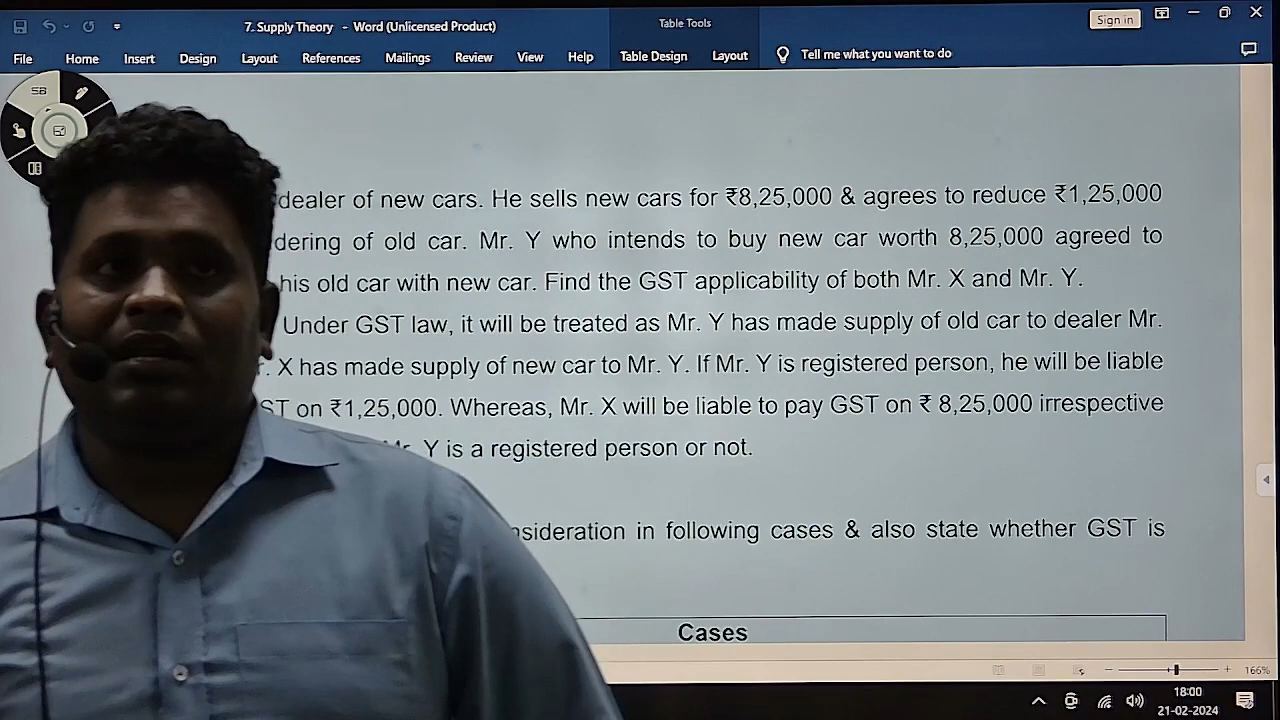 7. Supply Theory - Word (Unlicensed Product)
Table Tools
Sign in
File Home Insert Design Layout References Mailings Review View Help Table Design Layout Tell me what you want to do
SB
dealer of new cars. He sells new cars for ₹8,25,000 & agrees to reduce ₹1,25,000
dering of old car. Mr. Y who intends to buy new car worth 8,25,000 agreed to
his old car with new car. Find the GST applicability of both Mr. X and Mr. Y.
Under GST law, it will be treated as Mr. Y has made supply of old car to dealer Mr.
r. X has made supply of new car to Mr. Y. If Mr. Y is registered person, he will be liable
ST on ₹1,25,000. Whereas, Mr. X will be liable to pay GST on ₹ 8,25,000 irrespective
Mr. Y is a registered person or not.
nsideration in following cases & also state whether GST is
Cases
166%
18:00
21-02-2024